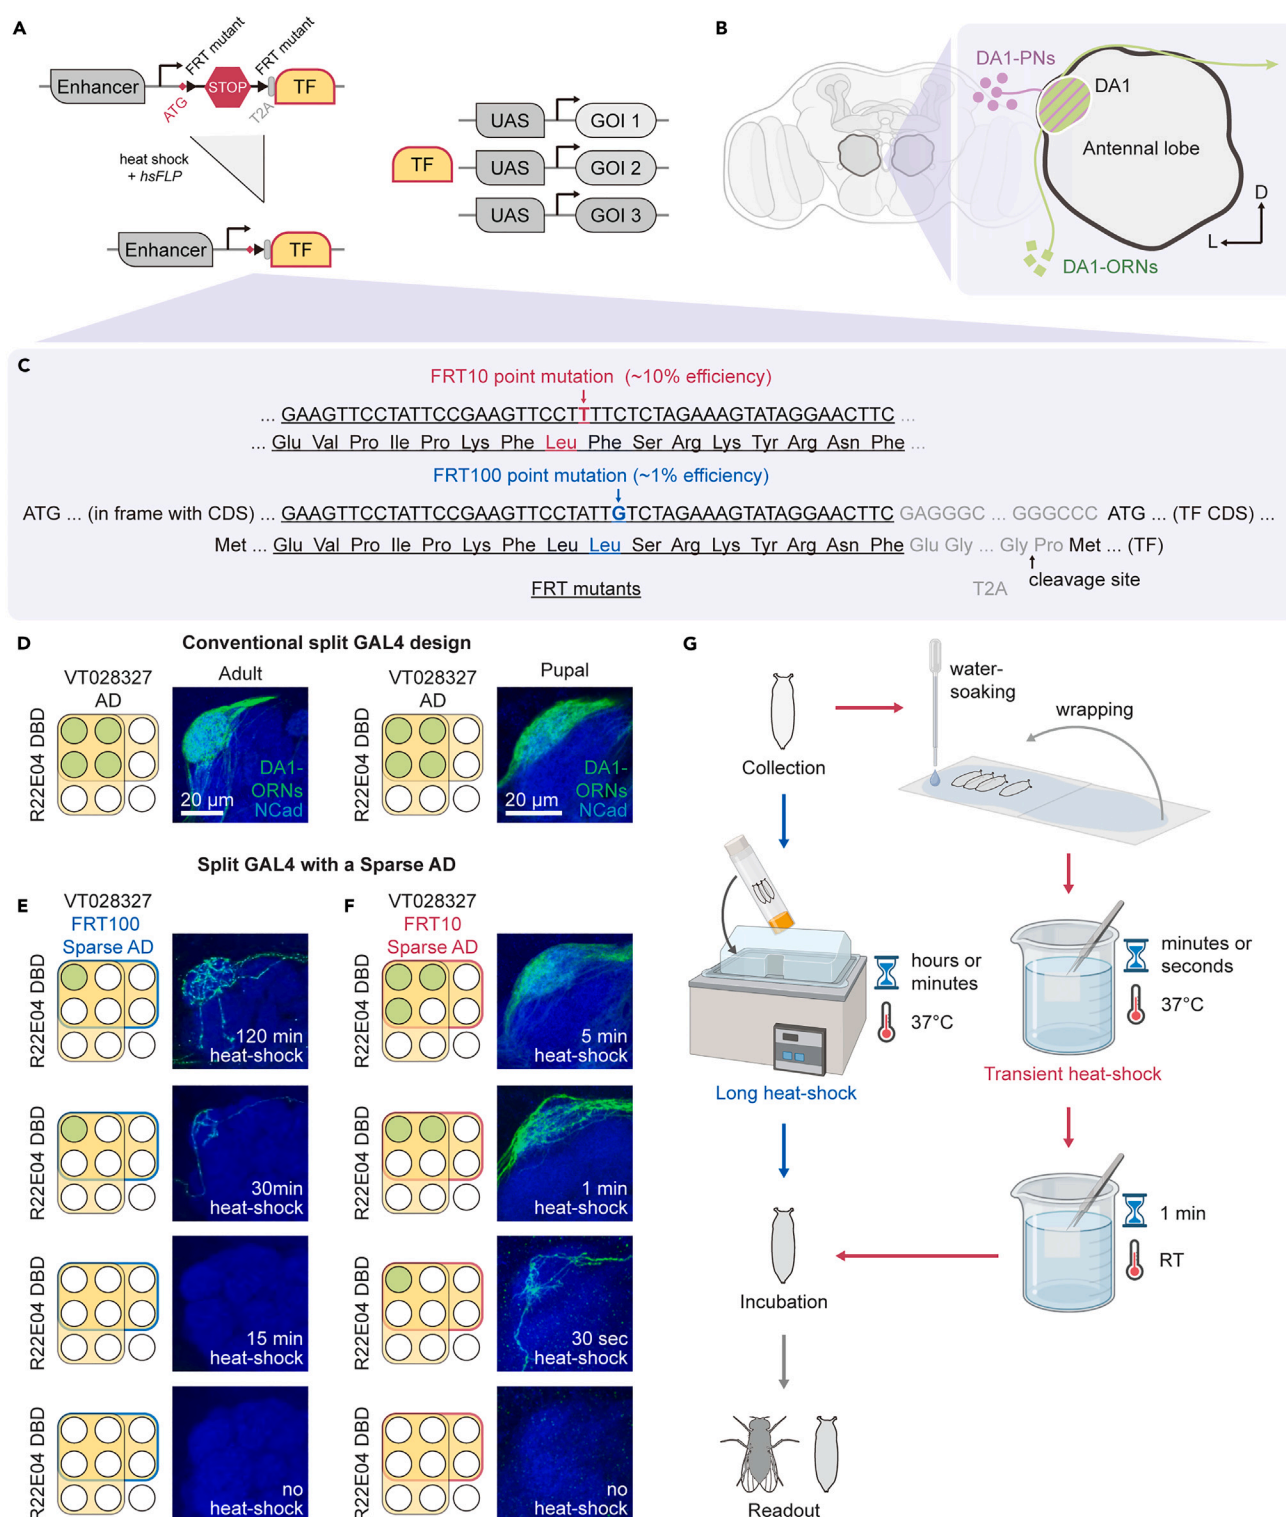 A
FRT mutant
FRT mutant
Enhancer
STOP
TF
ATG
T2A
heat shock
+ hsFLP
Enhancer
TF
TF
UAS
GOI 1
UAS
GOI 2
UAS
GOI 3
B
DA1-PNs
DA1
Antennal lobe
D
L
DA1-ORNs
C
FRT10 point mutation (~10% efficiency)
... GAAGTTCCTATTCCGAAGTTCCTTTTCTCTAGAAAGTATAGGAACTTC ...
... Glu Val Pro Ile Pro Lys Phe Leu Phe Ser Arg Lys Tyr Arg Asn Phe ...
FRT100 point mutation (~1% efficiency)
ATG ... (in frame with CDS) ... GAAGTTCCTATTCCGAAGTTCCTATTGTCTAGAAAGTATAGGAACTTC GAGGGC ... GGGCCC ATG ... (TF CDS) ...
Met ... Glu Val Pro Ile Pro Lys Phe Leu Leu Ser Arg Lys Tyr Arg Asn Phe Glu Gly ... Gly Pro Met ... (TF)
cleavage site
FRT mutants
T2A
D
Conventional split GAL4 design
VT028327
AD
R22E04 DBD
Adult
DA1-
ORNs
NCad
20 µm
VT028327
AD
R22E04 DBD
Pupal
DA1-
ORNs
NCad
20 µm
Split GAL4 with a Sparse AD
E
VT028327
FRT100
Sparse AD
R22E04 DBD
120 min
heat-shock
R22E04 DBD
30min
heat-shock
R22E04 DBD
15 min
heat-shock
R22E04 DBD
no
heat-shock
F
VT028327
FRT10
Sparse AD
R22E04 DBD
5 min
heat-shock
R22E04 DBD
1 min
heat-shock
R22E04 DBD
30 sec
heat-shock
R22E04 DBD
no
heat-shock
G
Collection
water-
soaking
wrapping
hours or
minutes
37°C
Long heat-shock
minutes or
seconds
37°C
Transient heat-shock
1 min
RT
Incubation
Readout